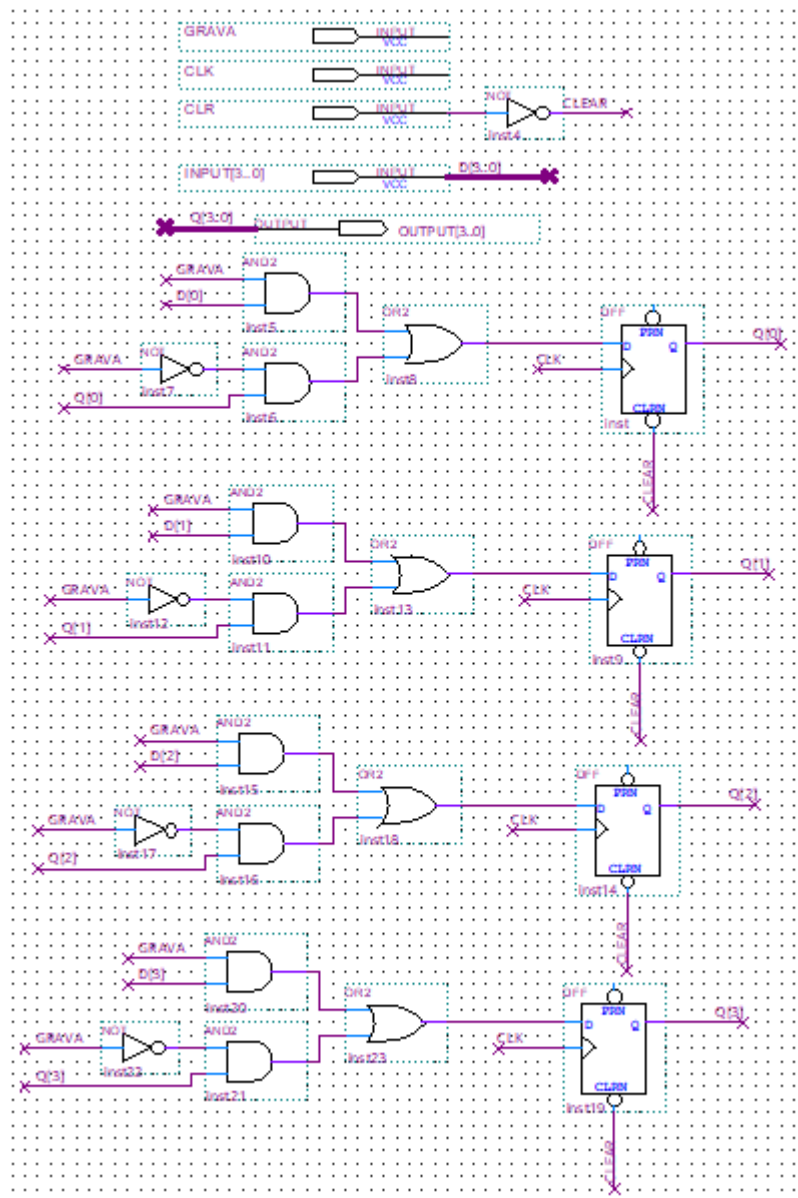 GRAVA INPUT VCC
CLK INPUT VCC
CLR INPUT VCC NOT CLEAR
inst4
INPUT[3..0] INPUT VCC D[3..0]
Q[3..0] OUTPUT OUTPUT[3..0]
AND2
GRAVA
D[0]
inst5
OR2
DFF
PRN
D Q
Q[0]
NOT
AND2
GRAVA
inst7
Q[0]
inst6
inst8
CLK
CLRN
inst
CLEAR
AND2
GRAVA
D[1]
inst10
OR2
DFF
PRN
D Q
Q[1]
NOT
AND2
GRAVA
inst12
Q[1]
inst11
inst13
CLK
CLRN
inst9
CLEAR
AND2
GRAVA
D[2]
inst15
OR2
DFF
PRN
D Q
Q[2]
NOT
AND2
GRAVA
inst17
Q[2]
inst16
inst18
CLK
CLRN
inst14
CLEAR
AND2
GRAVA
D[3]
OR2
DFF
PRN
D Q
Q[3]
NOT
AND2
GRAVA
Q[3]
inst21
inst23
CLK
CLRN
inst19
CLEAR